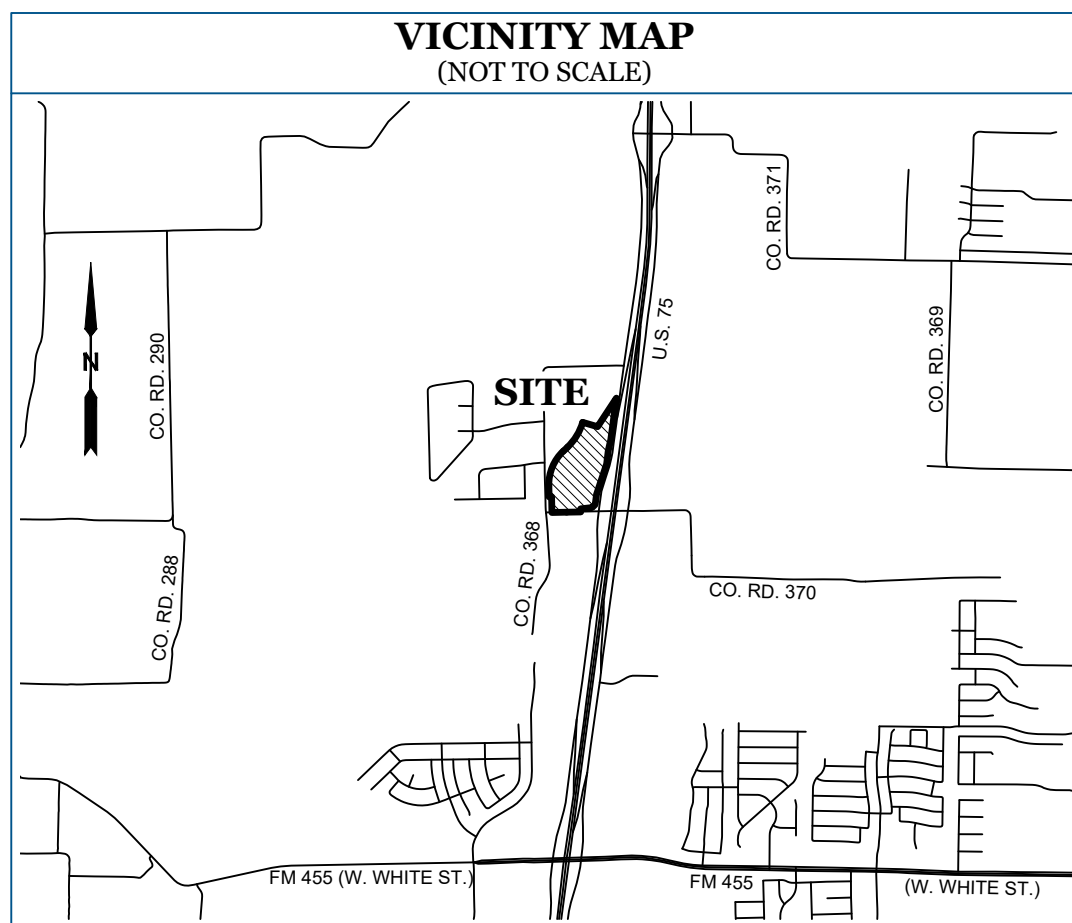 VICINITY MAP
(NOT TO SCALE)
CO. RD. 371
U.S. 75
CO. RD. 290
N
CO. RD. 369
SITE
CO. RD. 368
CO. RD. 288
CO. RD. 370
FM 455 (W. WHITE ST.)
FM 455
(W. WHITE ST.)